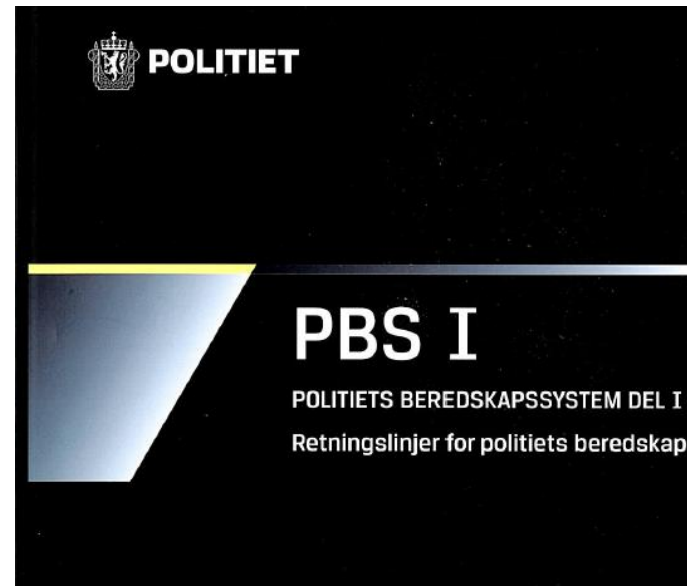 POLITIET
PBS I
POLITIETS BEREDSKAPSSYSTEM DEL I
Retningslinjer for politiets beredskap